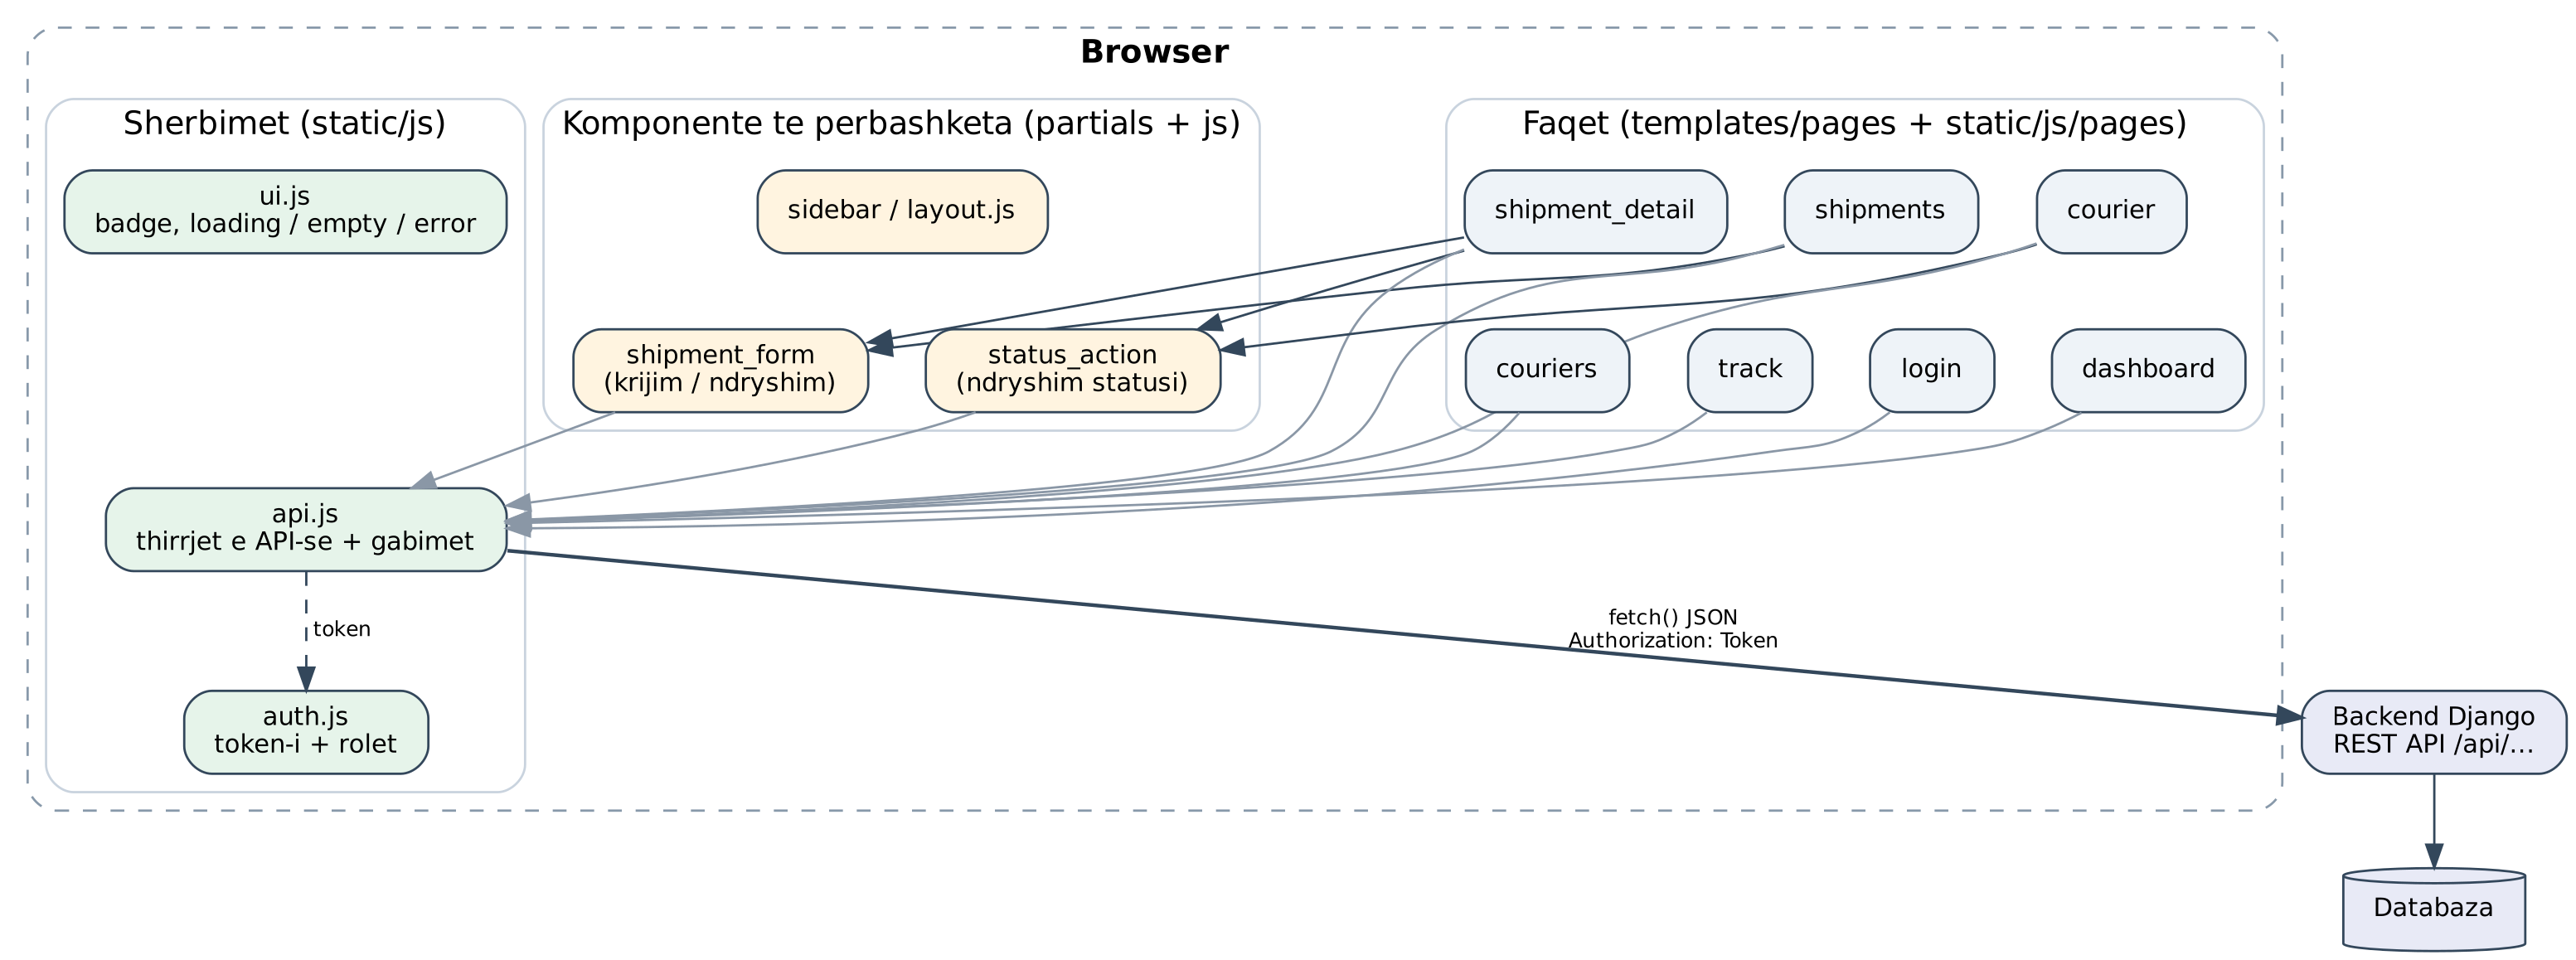 Browser
Sherbimet (static/js)
ui.js
badge, loading / empty / error
api.js
thirrjet e API-se + gabimet
token
auth.js
token-i + rolet
Komponente te perbashketa (partials + js)
sidebar / layout.js
shipment_form
(krijim / ndryshim)
status_action
(ndryshim statusi)
Faqet (templates/pages + static/js/pages)
shipment_detail
shipments
courier
couriers
track
login
dashboard
fetch() JSON
Authorization: Token
Backend Django
REST API /api/...
Databaza